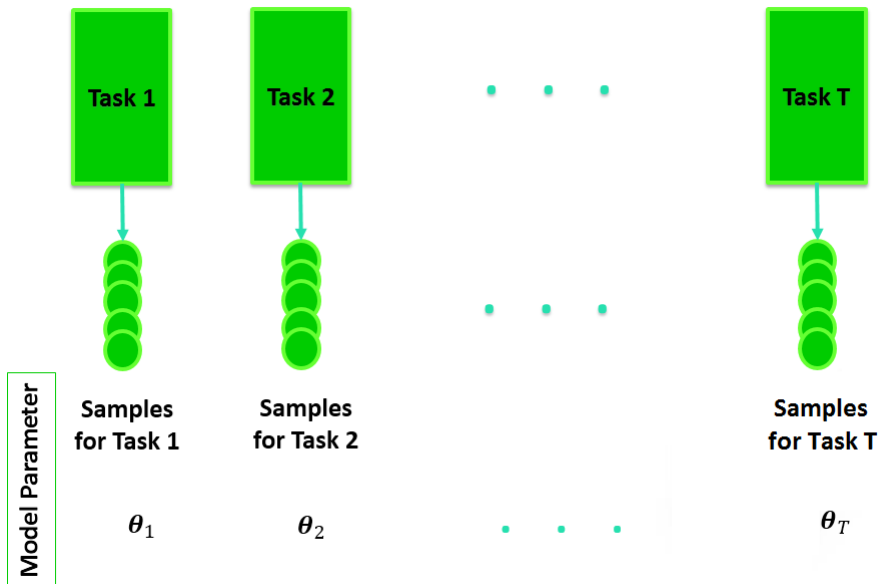 Task 1
Task 2
Task T
Samples
for Task 1
Samples
for Task 2
Samples
for Task T
Model Parameter
θ₁
θ₂
θ_T